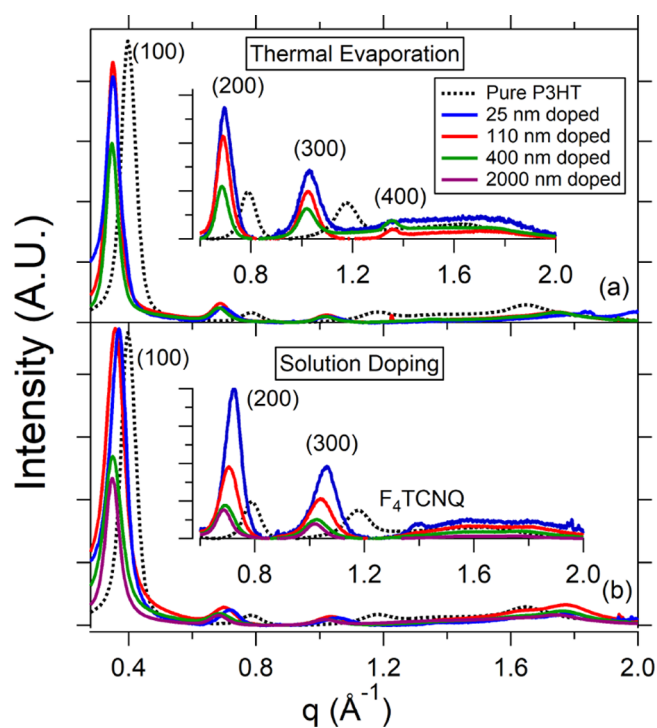 (100)
Thermal Evaporation
(200)
Pure P3HT
25 nm doped
110 nm doped
400 nm doped
2000 nm doped
(300)
(400)
0.8
1.2
1.6
2.0
(a)
Intensity (A.U.)
(100)
Solution Doping
(200)
(300)
F₄TCNQ
0.8
1.2
1.6
2.0
(b)
0.4
0.8
1.2
1.6
2.0
q (Å⁻¹)